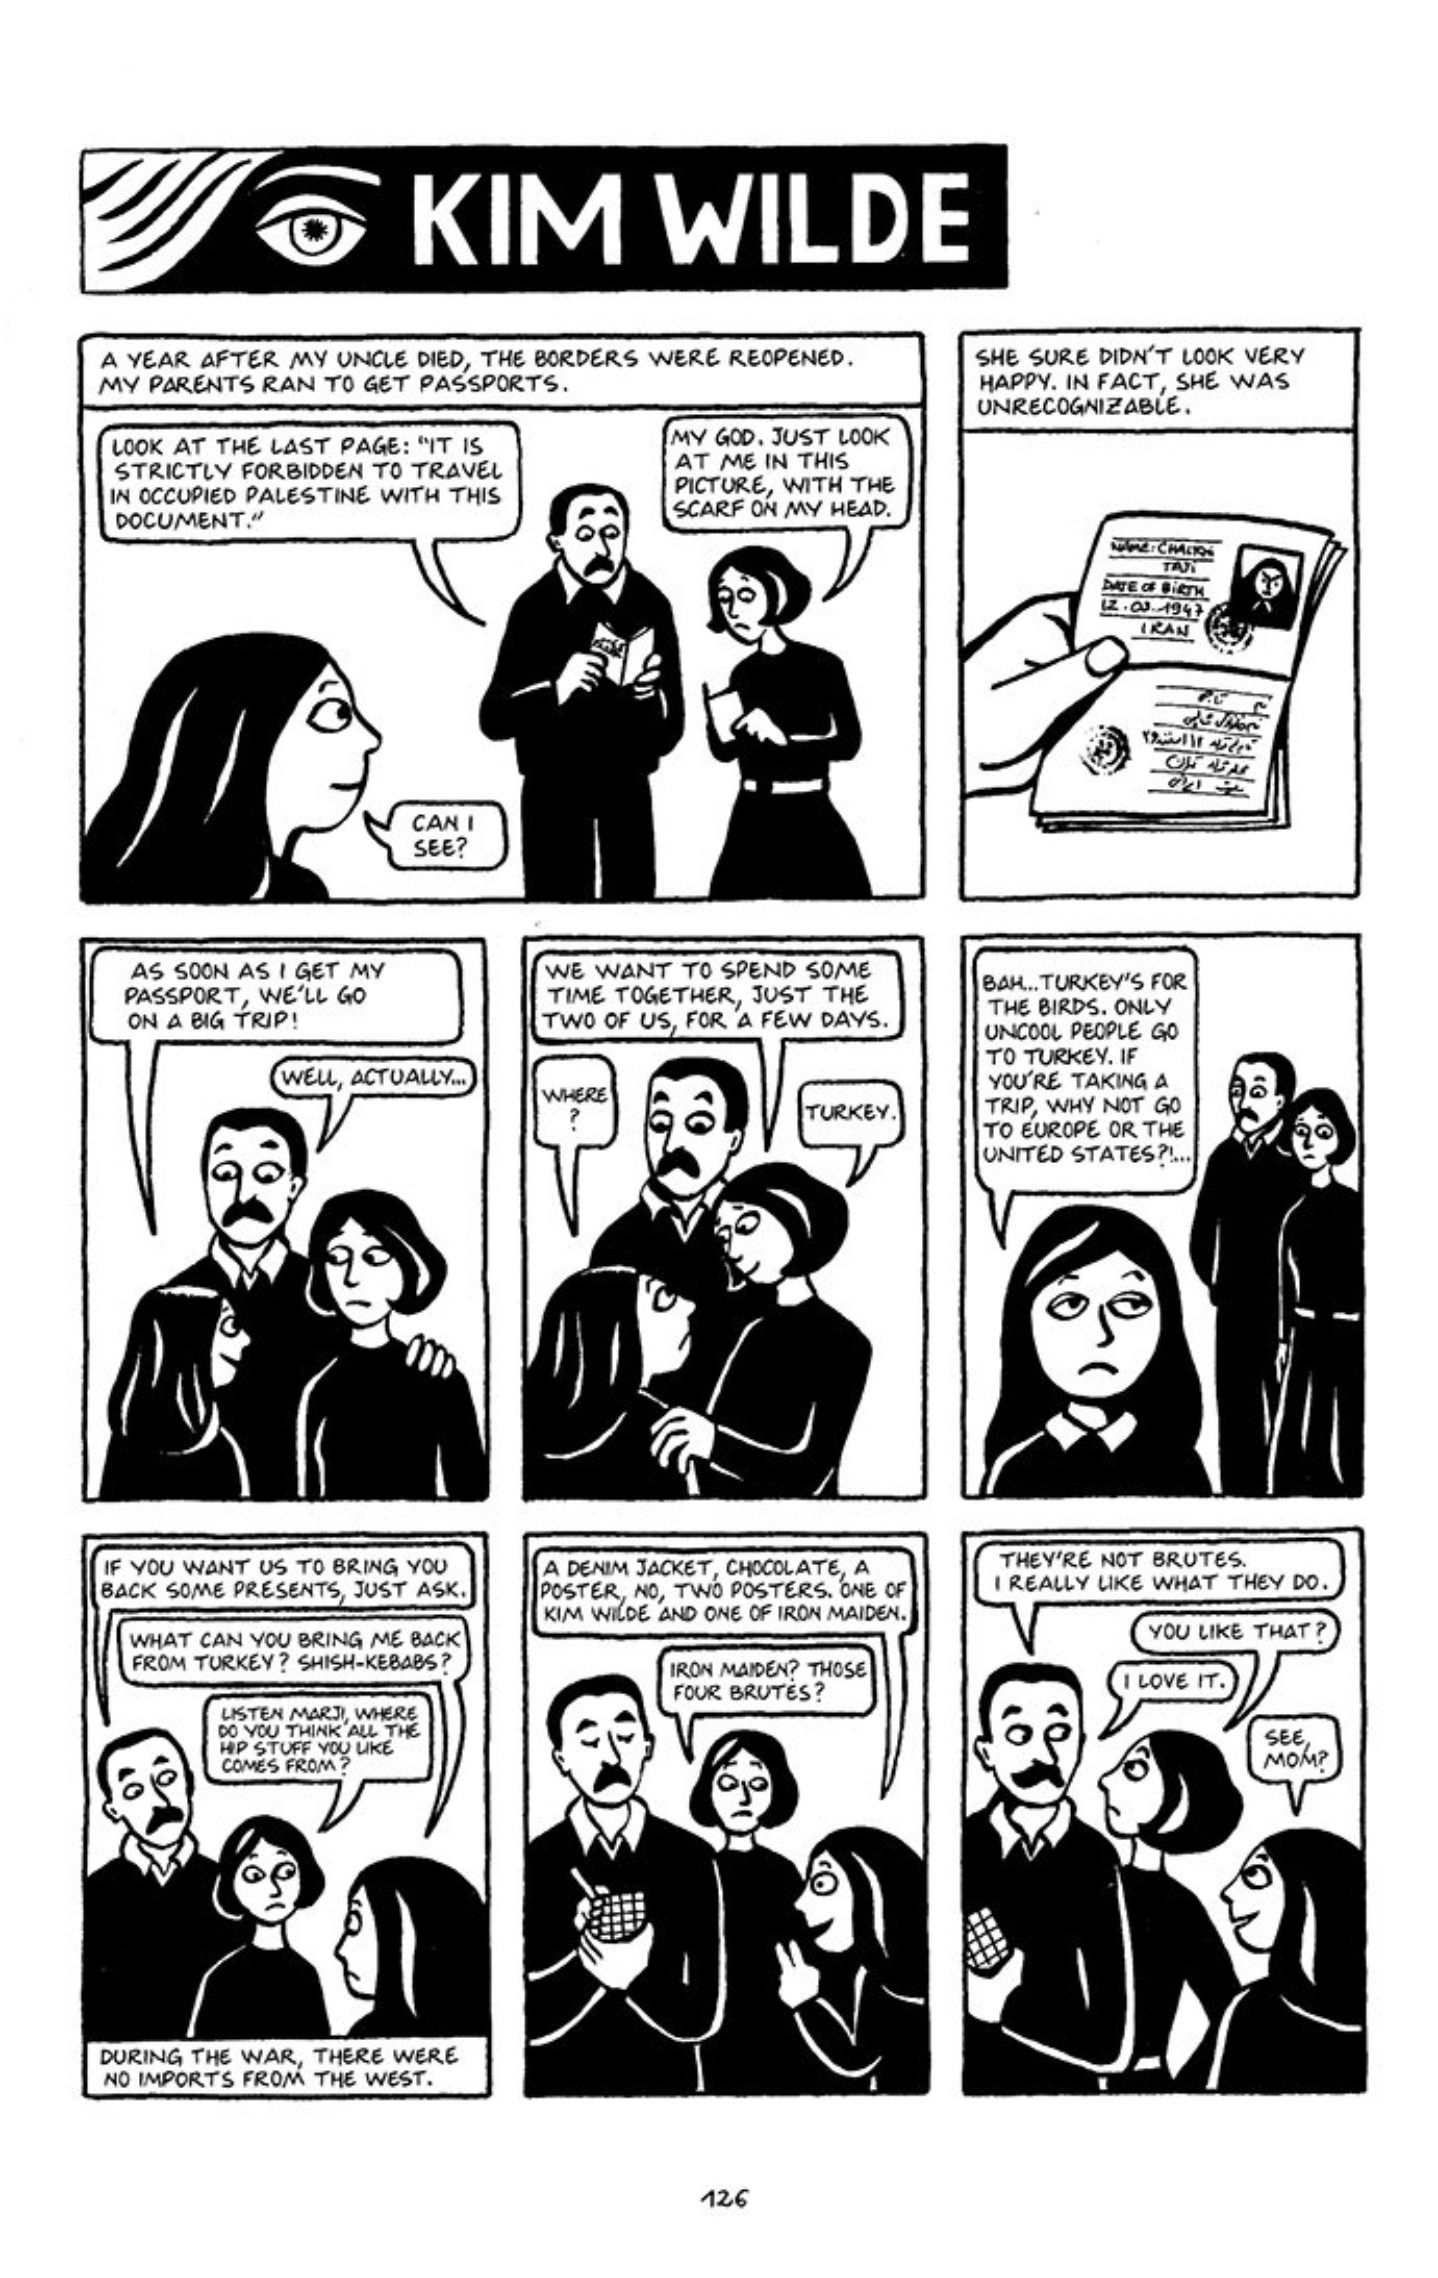 KIM WILDE
A YEAR AFTER MY UNCLE DIED, THE BORDERS WERE REOPENED.
MY PARENTS RAN TO GET PASSPORTS.
LOOK AT THE LAST PAGE: "IT IS
STRICTLY FORBIDDEN TO TRAVEL
IN OCCUPIED PALESTINE WITH THIS
DOCUMENT."
MY GOD. JUST LOOK
AT ME IN THIS
PICTURE, WITH THE
SCARF ON MY HEAD.
CAN I
SEE?
SHE SURE DIDN'T LOOK VERY
HAPPY. IN FACT, SHE WAS
UNRECOGNIZABLE.
NAME:
TAJI
DATE OF BIRTH
1947
IRAN
AS SOON AS I GET MY
PASSPORT, WE'LL GO
ON A BIG TRIP!
WELL, ACTUALLY...
WE WANT TO SPEND SOME
TIME TOGETHER, JUST THE
TWO OF US, FOR A FEW DAYS.
WHERE
?
TURKEY.
BAH...TURKEY'S FOR
THE BIRDS. ONLY
UNCOOL PEOPLE GO
TO TURKEY. IF
YOU'RE TAKING A
TRIP, WHY NOT GO
TO EUROPE OR THE
UNITED STATES?!...
IF YOU WANT US TO BRING YOU
BACK SOME PRESENTS, JUST ASK.
WHAT CAN YOU BRING ME BACK
FROM TURKEY? SHISH-KEBABS?
LISTEN MARJI, WHERE
DO YOU THINK ALL THE
HIP STUFF YOU LIKE
COMES FROM?
DURING THE WAR, THERE WERE
NO IMPORTS FROM THE WEST.
A DENIM JACKET, CHOCOLATE, A
POSTER, NO, TWO POSTERS. ONE OF
KIM WILDE AND ONE OF IRON MAIDEN.
IRON MAIDEN? THOSE
FOUR BRUTES?
THEY'RE NOT BRUTES.
I REALLY LIKE WHAT THEY DO.
YOU LIKE THAT?
I LOVE IT.
SEE,
MOM?
126